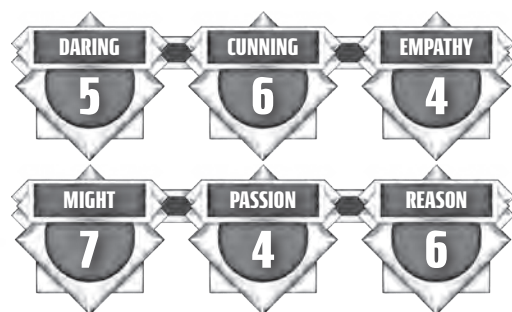 DARING CUNNING EMPATHY
5 6 4
MIGHT PASSION REASON
7 4 6